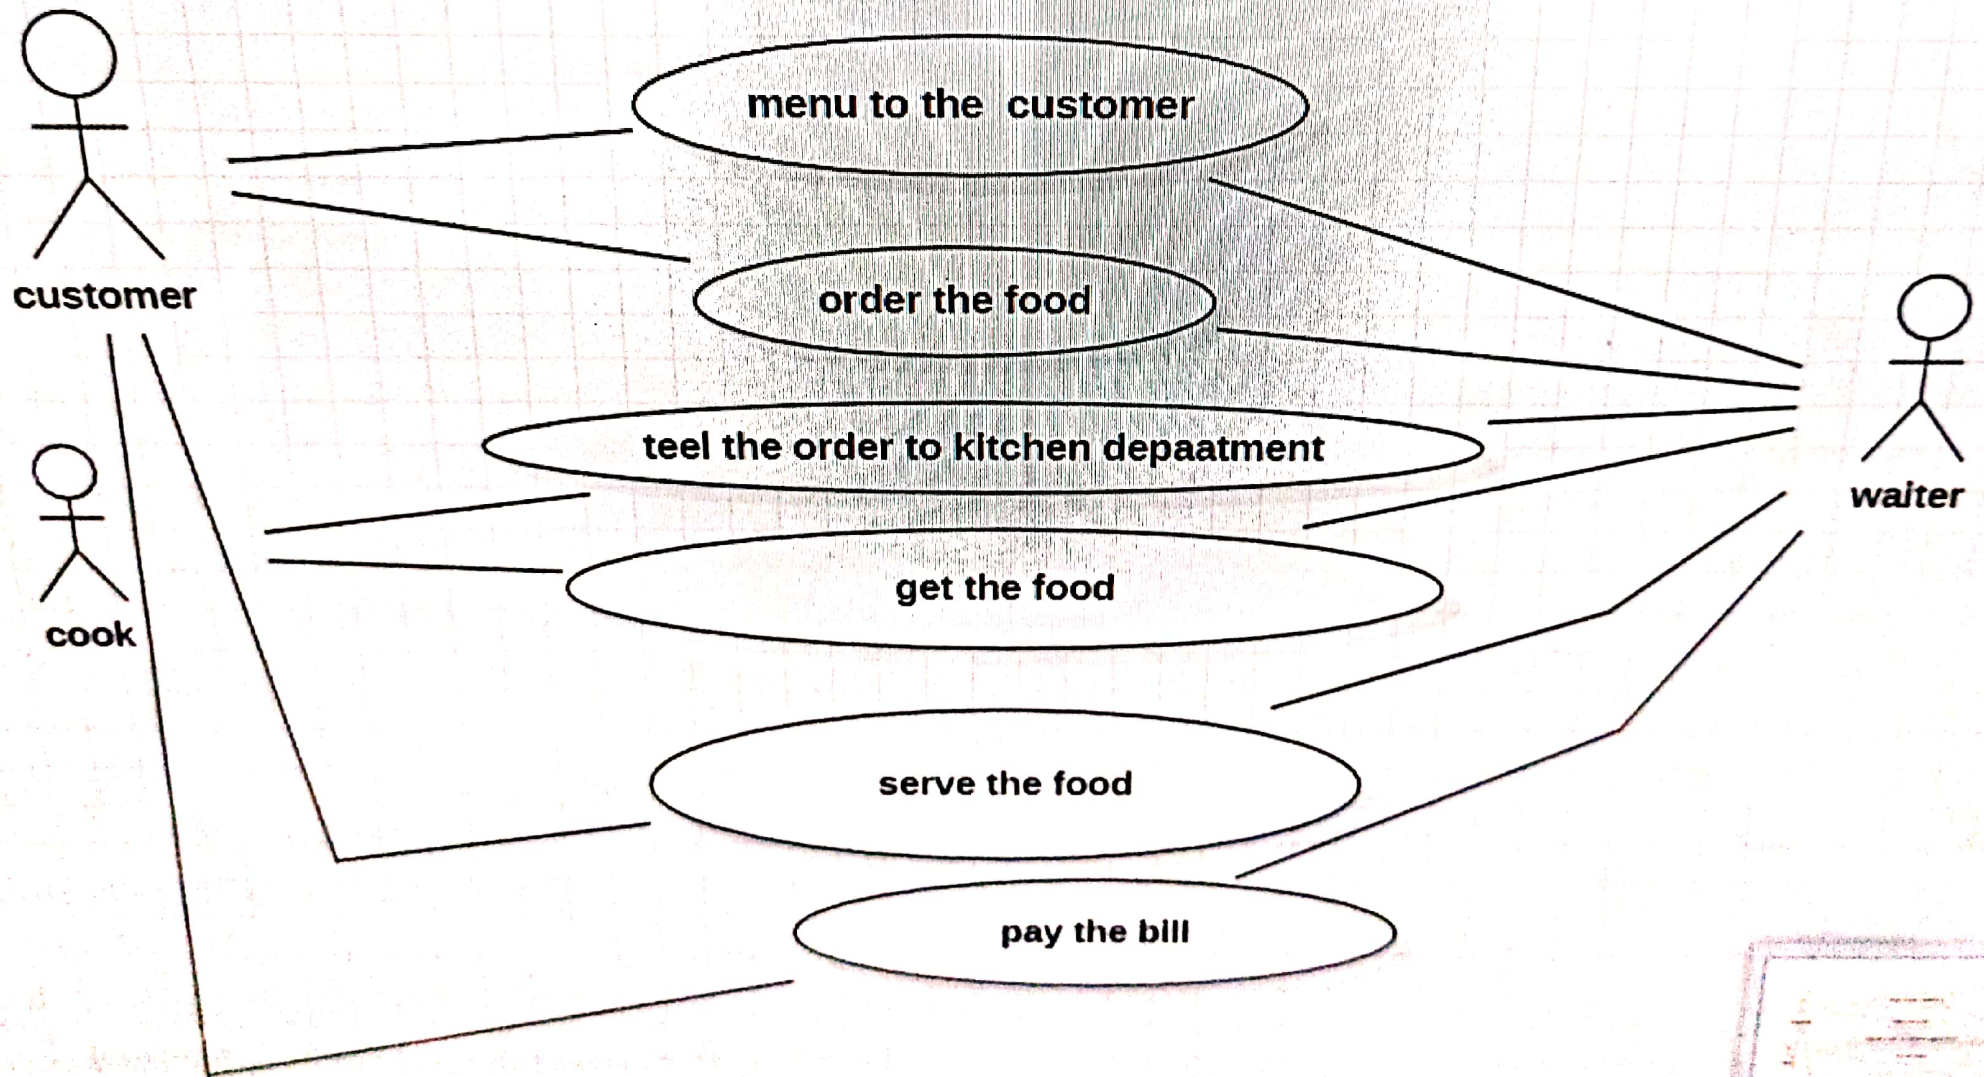 menu to the customer
customer
order the food
teel the order to kitchen depaatment
waiter
cook
get the food
serve the food
pay the bill